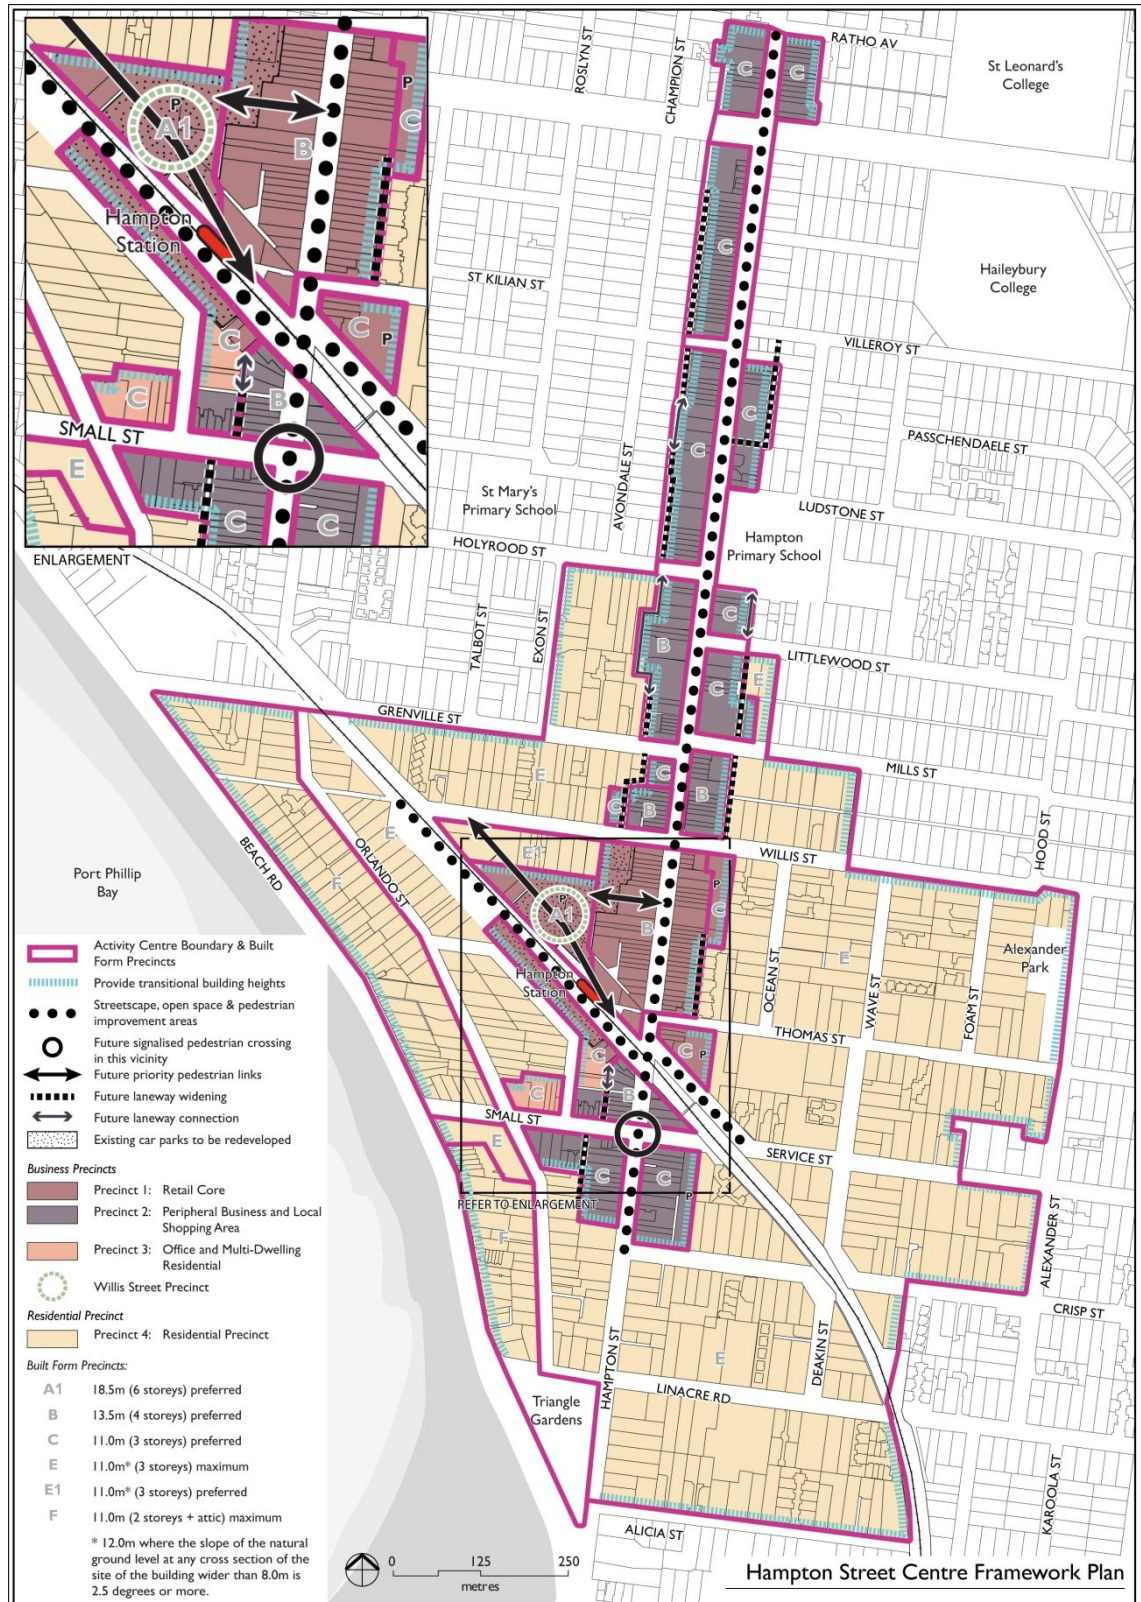 RATHO AV
ROSLYN ST
CHAMPION ST
St Leonard's
College
C
C
P
A1
P
C
B
Hampton
Station
C
P
C
C
B
SMALL ST
E
C
C
ENLARGEMENT
Haileybury
College
ST KILIAN ST
C
VILLEROY ST
C
C
PASSCHENDAELE ST
AVONDALE ST
St Mary's
Primary School
LUDSTONE ST
HOLYROOD ST
Hampton
Primary School
TALBOT ST
EXON ST
C
B
LITTLEWOOD ST
C
E
GRENVILLE ST
MILLS ST
E
C
C
B
B
HOOD ST
E
BEACH RD
ORLANDO ST
F
WILLIS ST
E1
Port Phillip
Bay
P
A1
P
C
B
OCEAN ST
E
WAVE ST
FOAM ST
Alexander
Park
Hampton
Station
THOMAS ST
C
P
C
B
C
SMALL ST
E
SERVICE ST
C
C
P
REFER TO ENLARGEMENT
F
ALEXANDER ST
CRISP ST
HAMPTON ST
E
DEAKIN ST
LINACRE RD
Triangle
Gardens
KAROOLA ST
ALICIA ST
Activity Centre Boundary & Built
Form Precincts
Provide transitional building heights
Streetscape, open space & pedestrian
improvement areas
Future signalised pedestrian crossing
in this vicinity
Future priority pedestrian links
Future laneway widening
Future laneway connection
Existing car parks to be redeveloped
Business Precincts
Precinct 1: Retail Core
Precinct 2: Peripheral Business and Local
Shopping Area
Precinct 3: Office and Multi-Dwelling
Residential
Willis Street Precinct
Residential Precinct
Precinct 4: Residential Precinct
Built Form Precincts:
A1 18.5m (6 storeys) preferred
B 13.5m (4 storeys) preferred
C 11.0m (3 storeys) preferred
E 11.0m* (3 storeys) maximum
E1 11.0m* (3 storeys) preferred
F 11.0m (2 storeys + attic) maximum
* 12.0m where the slope of the natural
ground level at any cross section of the
site of the building wider than 8.0m is
2.5 degrees or more.
0 125 250
metres
Hampton Street Centre Framework Plan